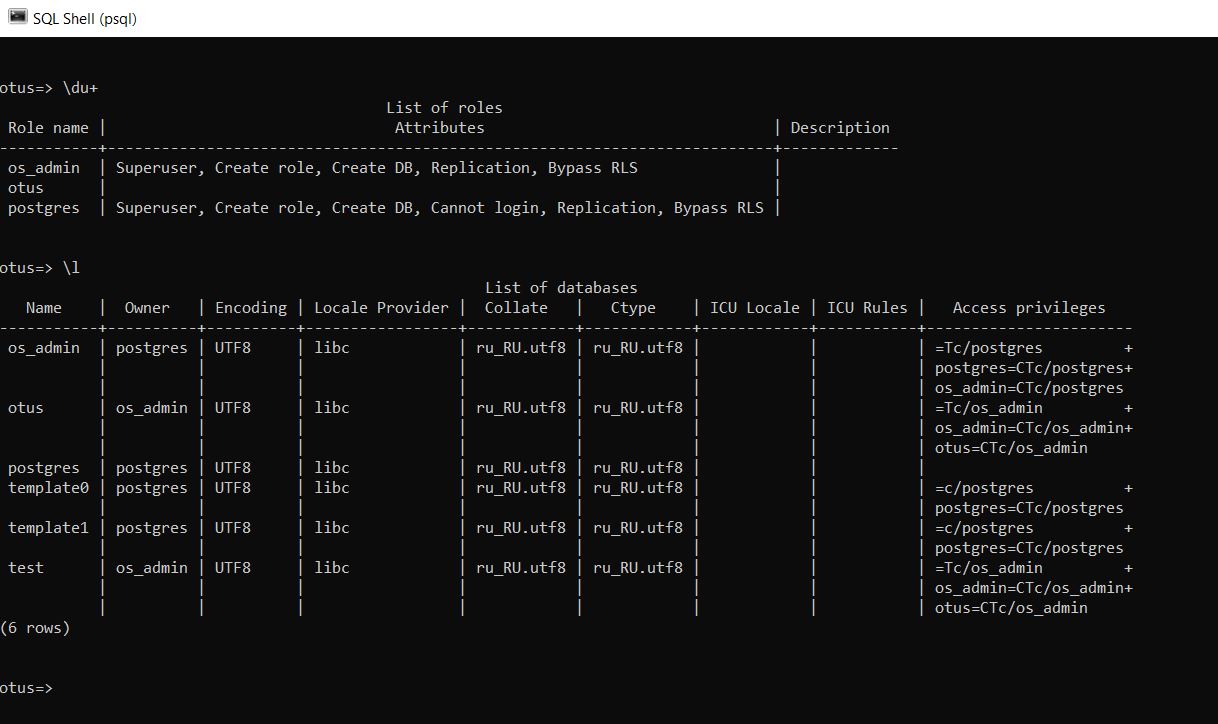 SQL Shell (psql)
otus=> \du+
                                           List of roles
 Role name |                                Attributes                                | Description
-----------+--------------------------------------------------------------------------+-------------
 os_admin  | Superuser, Create role, Create DB, Replication, Bypass RLS               |
 otus      |                                                                          |
 postgres  | Superuser, Create role, Create DB, Cannot login, Replication, Bypass RLS |
otus=> \l
                                                      List of databases
   Name    |  Owner   | Encoding | Locale Provider |  Collate   |   Ctype    | ICU Locale | ICU Rules |   Access privileges
-----------+----------+----------+-----------------+------------+------------+------------+-----------+-----------------------
 os_admin  | postgres | UTF8     | libc            | ru_RU.utf8 | ru_RU.utf8 |            |           | =Tc/postgres         +
           |          |          |                 |            |            |            |           | postgres=CTc/postgres+
           |          |          |                 |            |            |            |           | os_admin=CTc/postgres
 otus      | os_admin | UTF8     | libc            | ru_RU.utf8 | ru_RU.utf8 |            |           | =Tc/os_admin         +
           |          |          |                 |            |            |            |           | os_admin=CTc/os_admin+
           |          |          |                 |            |            |            |           | otus=CTc/os_admin
 postgres  | postgres | UTF8     | libc            | ru_RU.utf8 | ru_RU.utf8 |            |           |
 template0 | postgres | UTF8     | libc            | ru_RU.utf8 | ru_RU.utf8 |            |           | =c/postgres          +
           |          |          |                 |            |            |            |           | postgres=CTc/postgres
 template1 | postgres | UTF8     | libc            | ru_RU.utf8 | ru_RU.utf8 |            |           | =c/postgres          +
           |          |          |                 |            |            |            |           | postgres=CTc/postgres
 test      | os_admin | UTF8     | libc            | ru_RU.utf8 | ru_RU.utf8 |            |           | =Tc/os_admin         +
           |          |          |                 |            |            |            |           | os_admin=CTc/os_admin+
           |          |          |                 |            |            |            |           | otus=CTc/os_admin
(6 rows)
otus=>